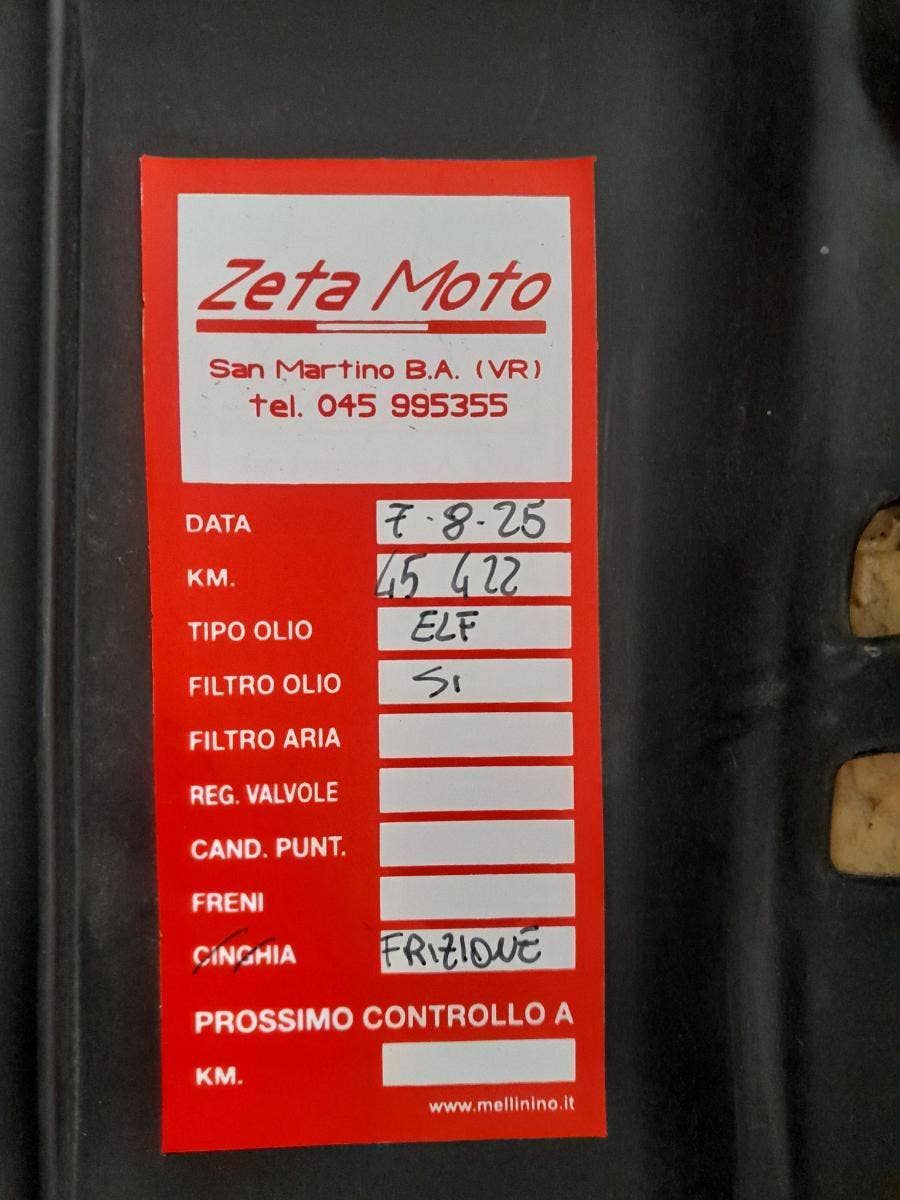 Zeta Moto
San Martino B.A. (VR)
tel. 045 995355
DATA 7-8-25
KM. 45 422
TIPO OLIO ELF
FILTRO OLIO SI
FILTRO ARIA
REG. VALVOLE
CAND. PUNT.
FRENI
CINGHIA FRIZIONE
PROSSIMO CONTROLLO A
KM.
www.mellinino.it